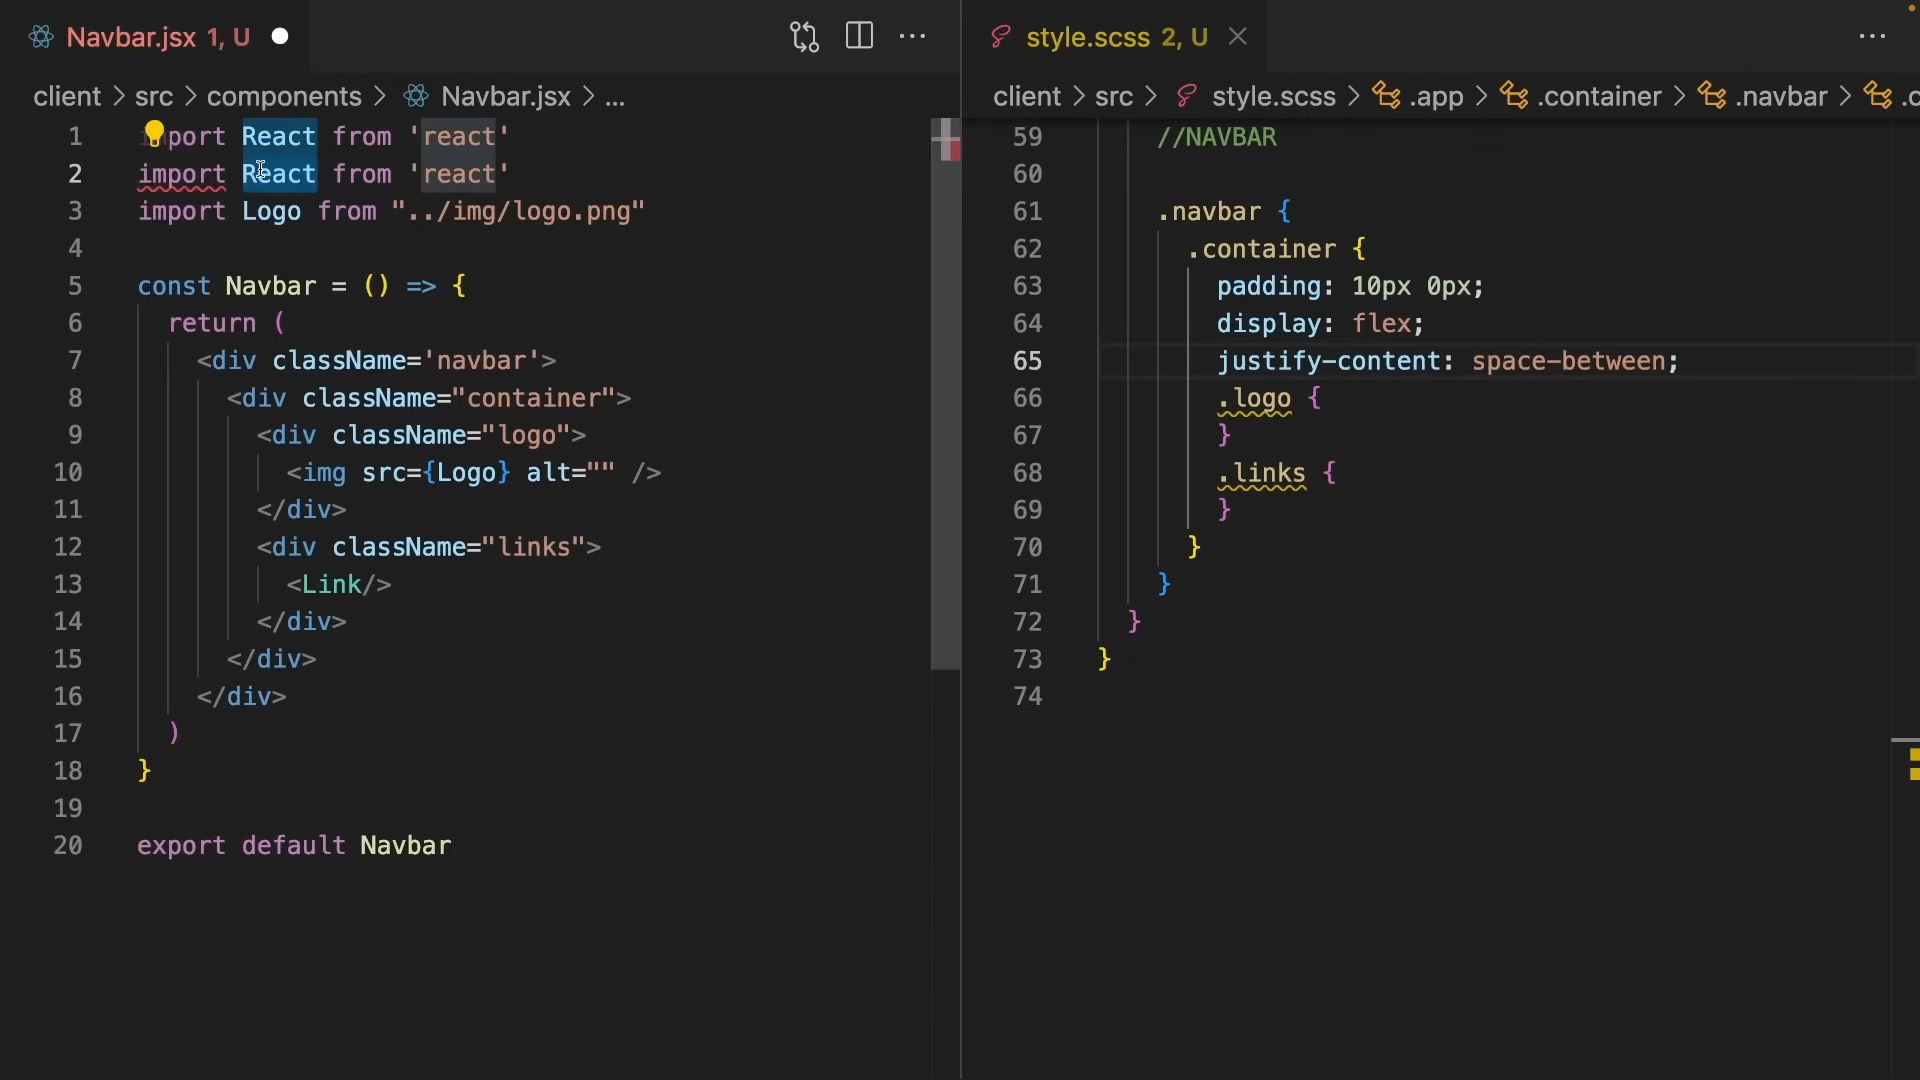 Navbar.jsx 1, U
client > src > components > Navbar.jsx > ...
1 import React from 'react'
2 import React from 'react'
3 import Logo from "../img/logo.png"
4
5 const Navbar = () => {
6 return (
7 <div className='navbar'>
8 <div className="container">
9 <div className="logo">
10 <img src={Logo} alt="" />
11 </div>
12 <div className="links">
13 <Link/>
14 </div>
15 </div>
16 </div>
17 )
18 }
19
20 export default Navbar
style.scss 2, U
client > src > style.scss > .app > .container > .navbar > .c
59 //NAVBAR
60
61 .navbar {
62 .container {
63 padding: 10px 0px;
64 display: flex;
65 justify-content: space-between;
66 .logo {
67 }
68 .links {
69 }
70 }
71 }
72 }
73 }
74